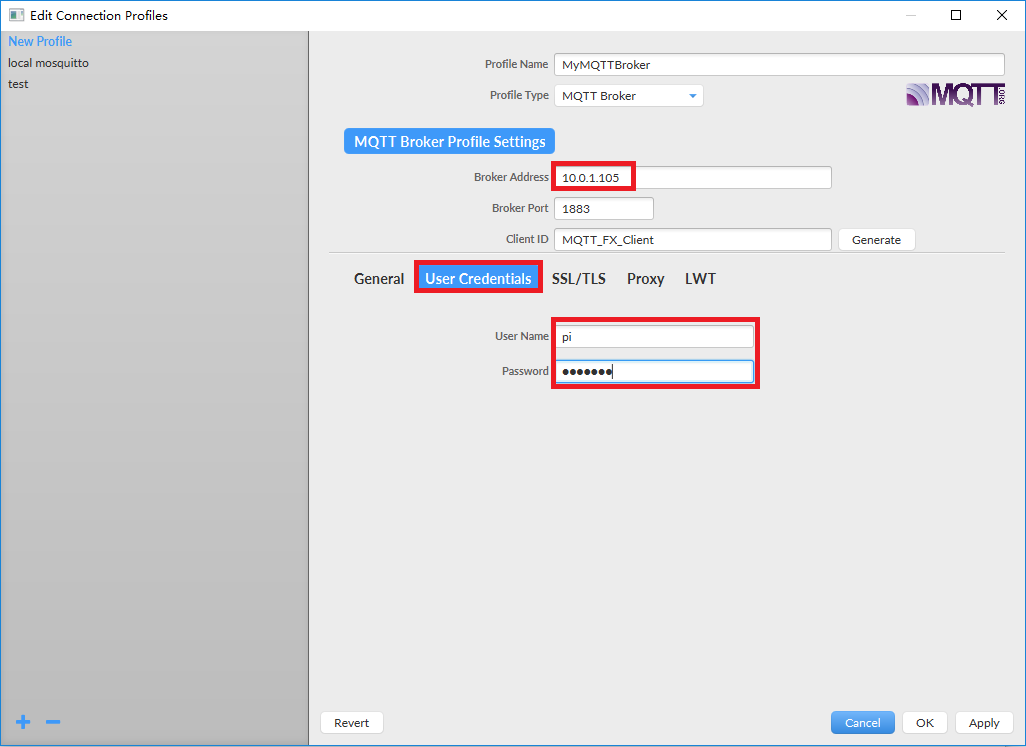 Edit Connection Profiles
New Profile
local mosquitto
test
Profile Name MyMQTTBroker
Profile Type MQTT Broker
MQTT.ORG
MQTT Broker Profile Settings
Broker Address 10.0.1.105
Broker Port 1883
Client ID MQTT_FX_Client Generate
General User Credentials SSL/TLS Proxy LWT
User Name pi
Password •••••••
Revert Cancel OK Apply